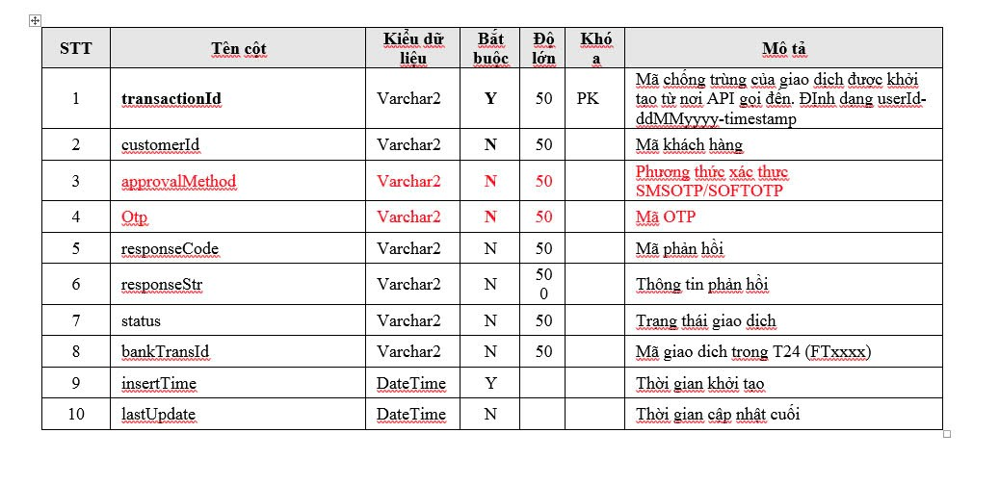 STT Tên cột Kiểu dữ liệu Bắt buộc Độ lớn Khóa Mô tả
1 transactionId Varchar2 Y 50 PK Mã chống trùng của giao dịch được khởi
tạo từ nơi API gọi đến. ĐInh dạng userId-
ddMMyyyy-timestamp
2 customerId Varchar2 N 50 Mã khách hàng
3 approvalMethod Varchar2 N 50 Phương thức xác thực
SMSOTP/SOFTOTP
4 Otp Varchar2 N 50 Mã OTP
5 responseCode Varchar2 N 50 Mã phản hồi
6 responseStr Varchar2 N 500 Thông tin phản hồi
7 status Varchar2 N 50 Trạng thái giao dịch
8 bankTransId Varchar2 N 50 Mã giao dich trong T24 (FTxxxx)
9 insertTime DateTime Y Thời gian khởi tạo
10 lastUpdate DateTime N Thời gian cập nhật cuối